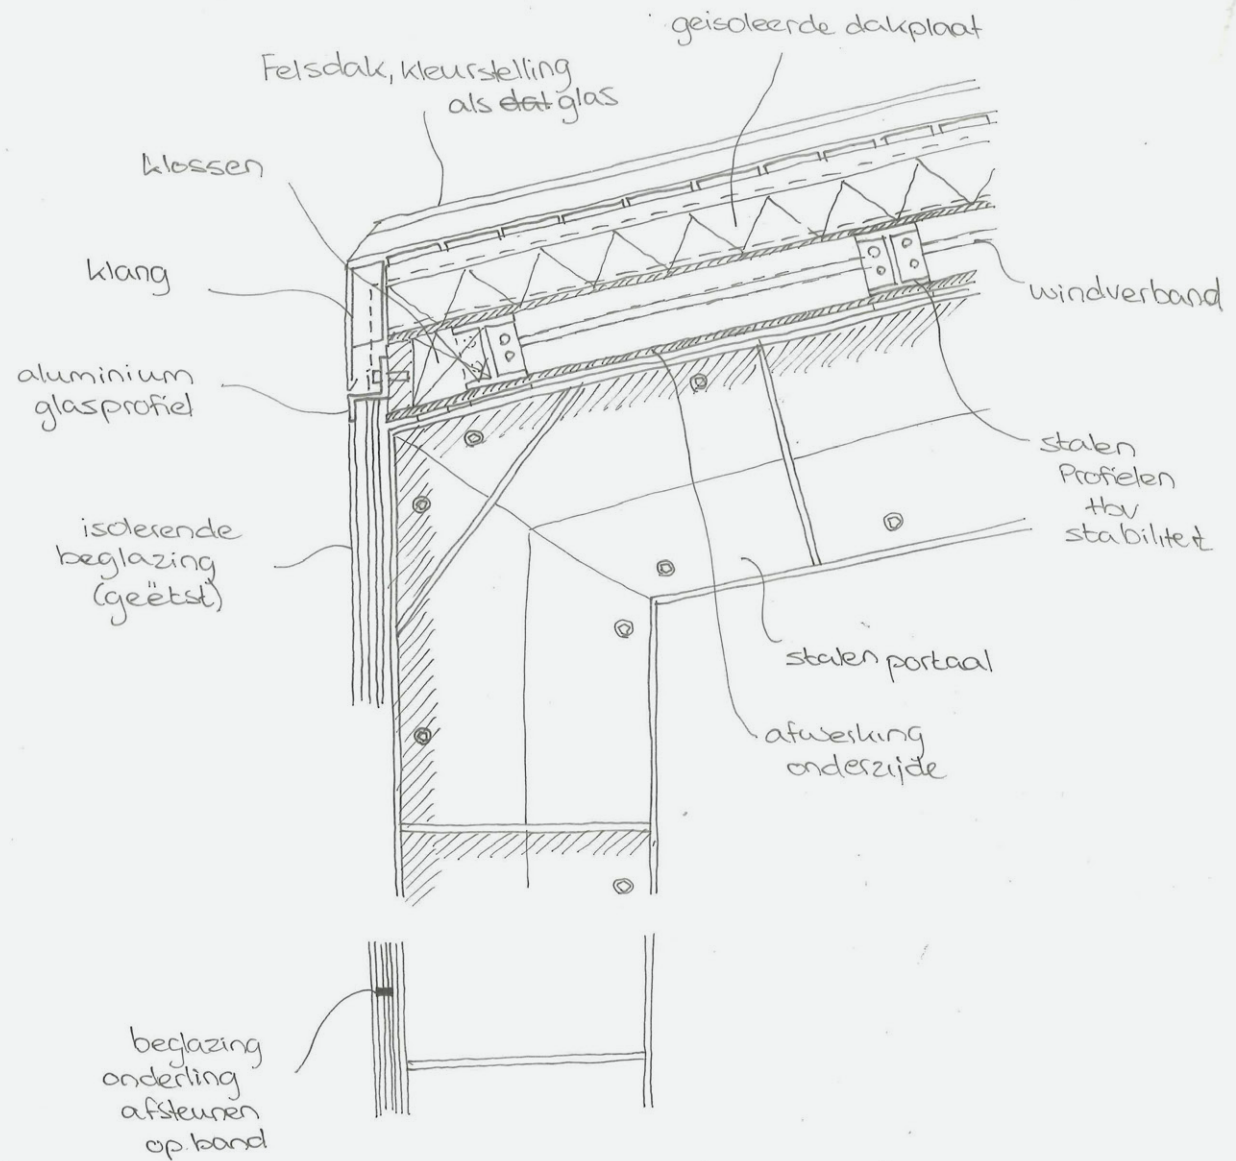 geisoleerde dakplaat
Felsdak, kleurstelling
als dat glas
klossen
klang
windverband
aluminium
glasprofiel
stalen
Profielen
tbv
stabiliteit
isolerende
beglazing
(geëtst)
stalen portaal
afwerking
onderzijde
beglazing
onderling
afsteunen
op band